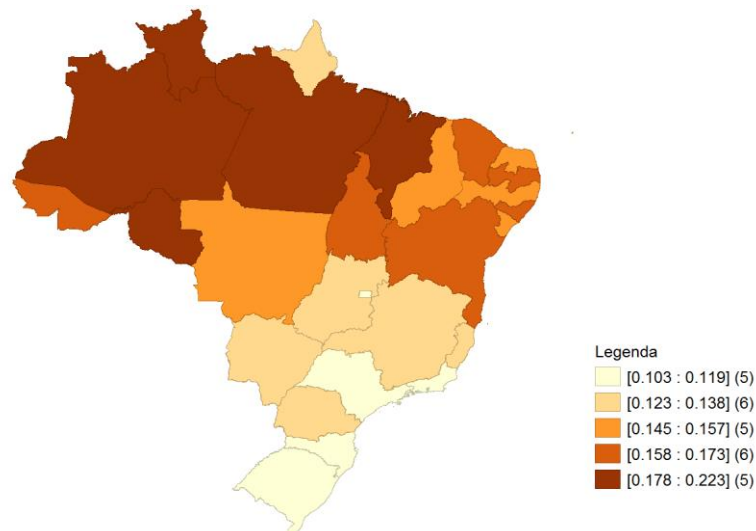 Legenda
[0.103 : 0.119] (5)
[0.123 : 0.138] (6)
[0.145 : 0.157] (5)
[0.158 : 0.173] (6)
[0.178 : 0.223] (5)